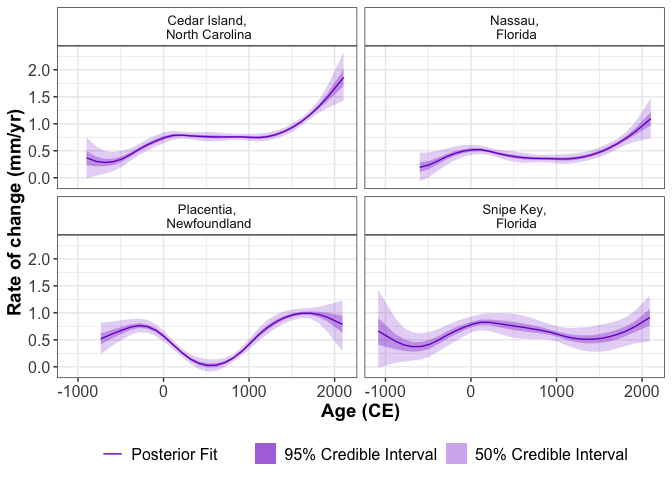 Cedar Island,
North Carolina
Nassau,
Florida
2.0
1.5
1.0
0.5
0.0
Placentia,
Newfoundland
Snipe Key,
Florida
2.0
1.5
1.0
0.5
0.0
Rate of change (mm/yr)
-1000 0 1000 2000
-1000 0 1000 2000
Age (CE)
Posterior Fit 95% Credible Interval 50% Credible Interval